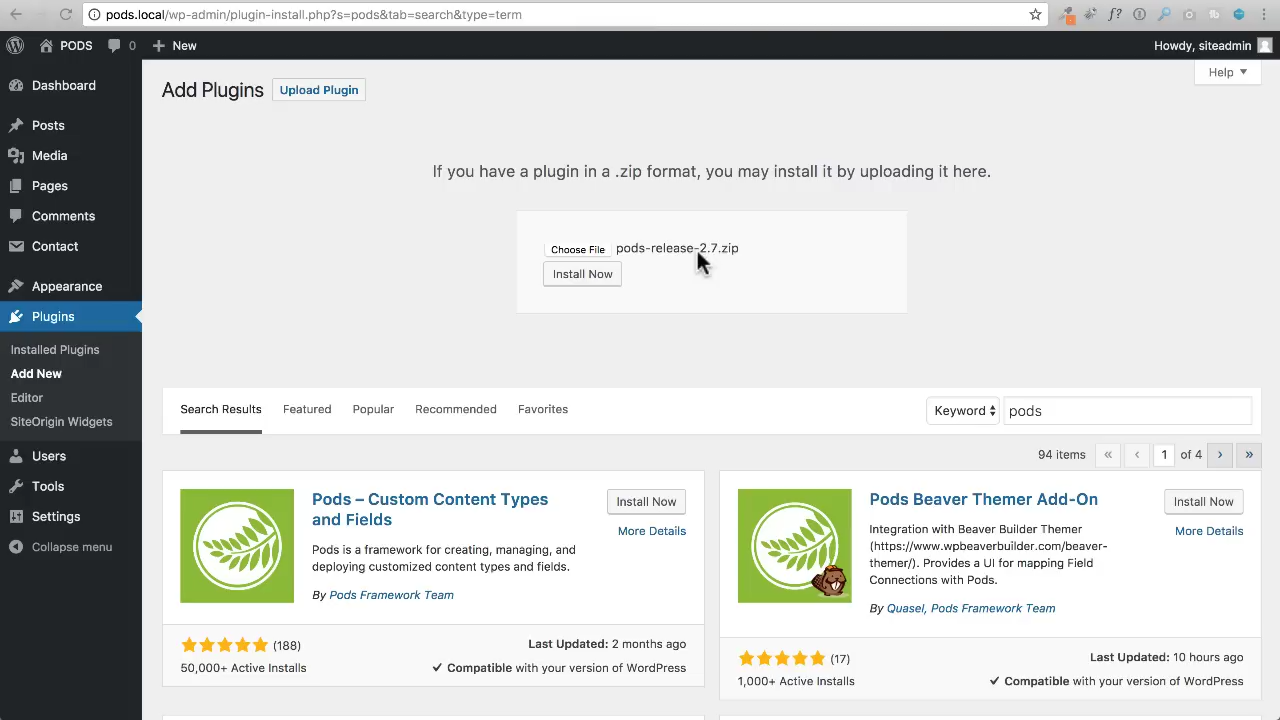 pods.local/wp-admin/plugin-install.php?s=pods&tab=search&type=term
PODS 0 New Howdy, siteadmin
Help
Dashboard
Posts
Media
Pages
Comments
Contact
Appearance
Plugins
Installed Plugins
Add New
Editor
SiteOrigin Widgets
Users
Tools
Settings
Collapse menu
Add Plugins Upload Plugin
If you have a plugin in a .zip format, you may install it by uploading it here.
Choose File pods-release-2.7.zip
Install Now
Search Results Featured Popular Recommended Favorites Keyword pods
94 items « ‹ 1 of 4 › »
Pods – Custom Content Types
and Fields
Install Now
More Details
Pods is a framework for creating, managing, and
deploying customized content types and fields.
By Pods Framework Team
(188)
50,000+ Active Installs
Last Updated: 2 months ago
✓ Compatible with your version of WordPress
Pods Beaver Themer Add-On
Install Now
More Details
Integration with Beaver Builder Themer
(https://www.wpbeaverbuilder.com/beaver-
themer/). Provides a UI for mapping Field
Connections with Pods.
By Quasel, Pods Framework Team
(17)
1,000+ Active Installs
Last Updated: 10 hours ago
✓ Compatible with your version of WordPress